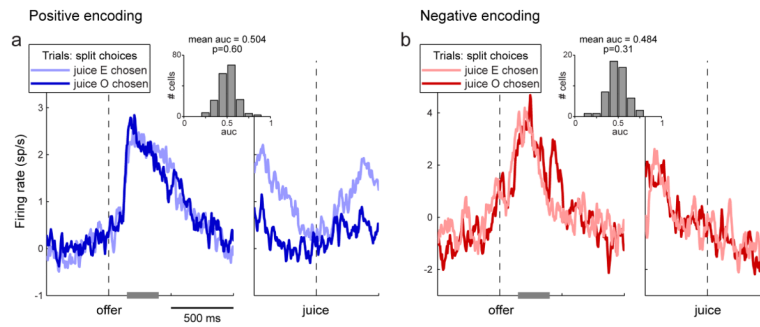 Positive encoding
a
Trials: split choices
juice E chosen
juice O chosen
mean auc = 0.504
p=0.60
80
# cells
0
0
0.5
1
auc
Firing rate (sp/s)
3
2
1
0
-1
offer
500 ms
juice
Negative encoding
b
Trials: split choices
juice E chosen
juice O chosen
mean auc = 0.484
p=0.31
20
# cells
0
0
0.5
1
auc
4
2
0
-2
offer
juice